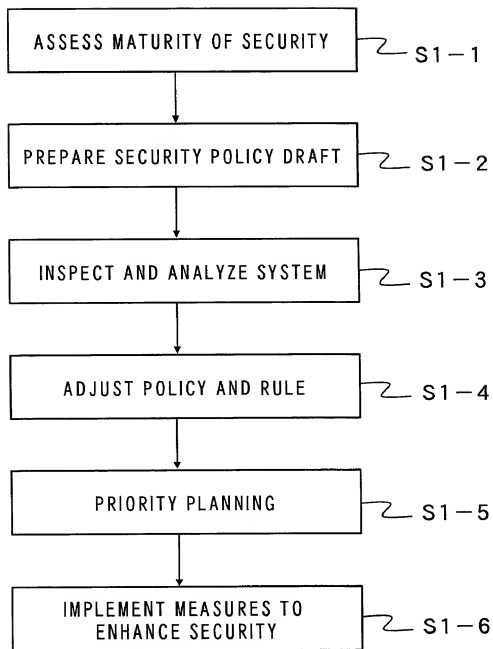 ASSESS MATURITY OF SECURITY
S1-1
PREPARE SECURITY POLICY DRAFT
S1-2
INSPECT AND ANALYZE SYSTEM
S1-3
ADJUST POLICY AND RULE
S1-4
PRIORITY PLANNING
S1-5
IMPLEMENT MEASURES TO
ENHANCE SECURITY
S1-6